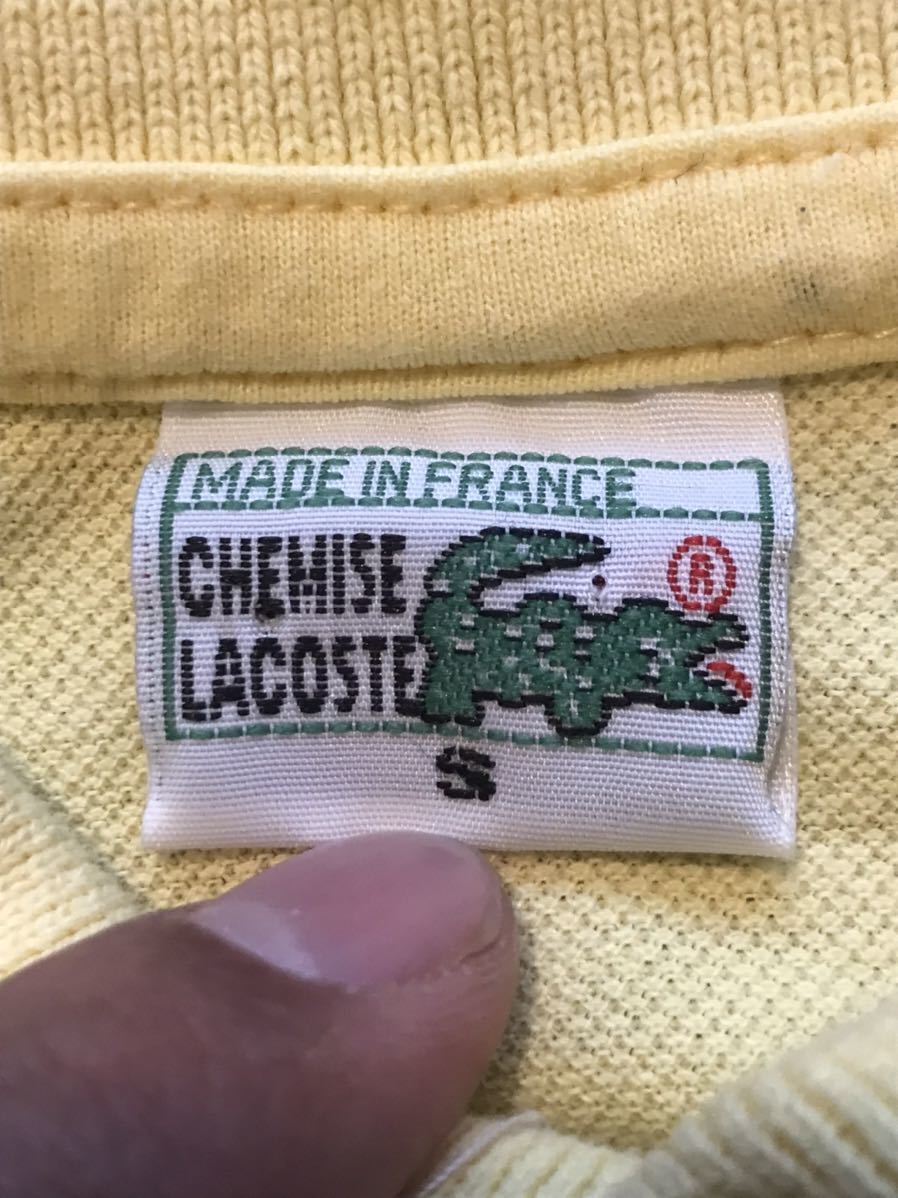 MADE IN FRANCE
CHEMISE
LACOSTE
®
S